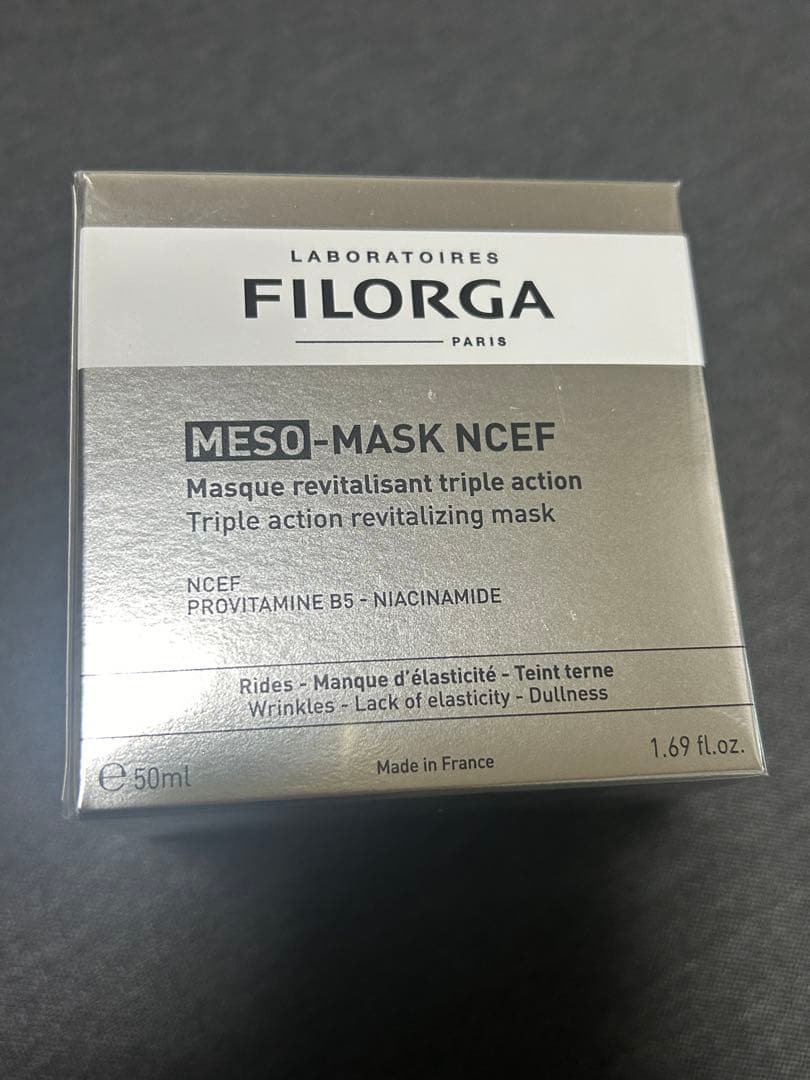 LABORATOIRES
FILORGA
PARIS
MESO-MASK NCEF
Masque revitalisant triple action
Triple action revitalizing mask
NCEF
PROVITAMINE B5 - NIACINAMIDE
Rides - Manque d'élasticité - Teint terne
Wrinkles - Lack of elasticity - Dullness
℮ 50ml Made in France 1.69 fl.oz.